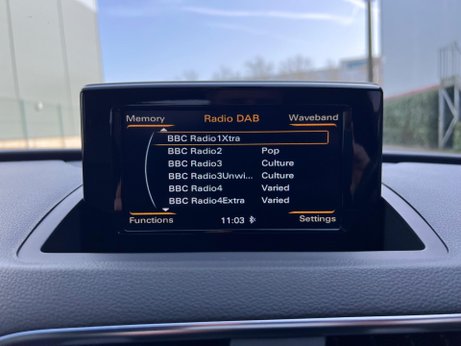 Memory Radio DAB Waveband
BBC Radio1Xtra
BBC Radio2 Pop
BBC Radio3 Culture
BBC Radio3Unwi... Culture
BBC Radio4 Varied
BBC Radio4Extra Varied
Functions 11:03 Settings